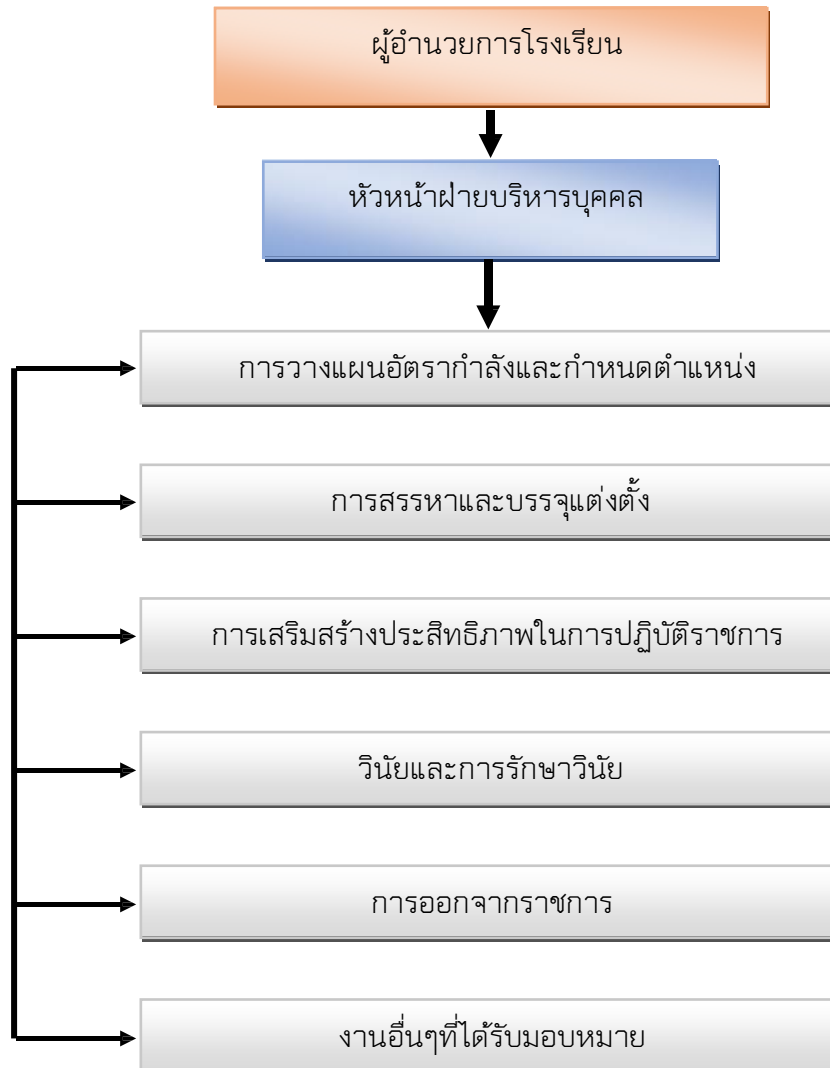 ผู้อำนวยการโรงเรียน
หัวหน้าฝ่ายบริหารบุคคล
การวางแผนอัตรากำลังและกำหนดตำแหน่ง
การสรรหาและบรรจุแต่งตั้ง
การเสริมสร้างประสิทธิภาพในการปฏิบัติราชการ
วินัยและการรักษาวินัย
การออกจากราชการ
งานอื่นๆที่ได้รับมอบหมาย